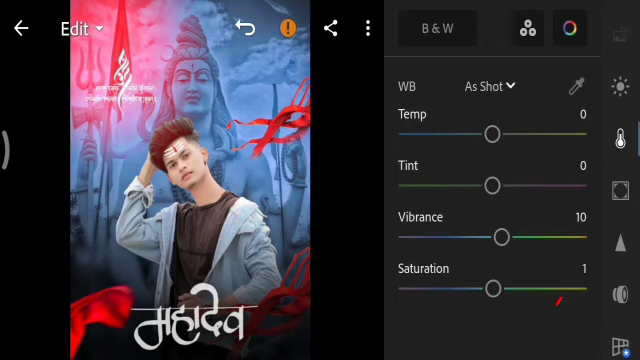 Edit
B & W
WB
As Shot
Temp
0
Tint
0
Vibrance
10
Saturation
1
महादेव